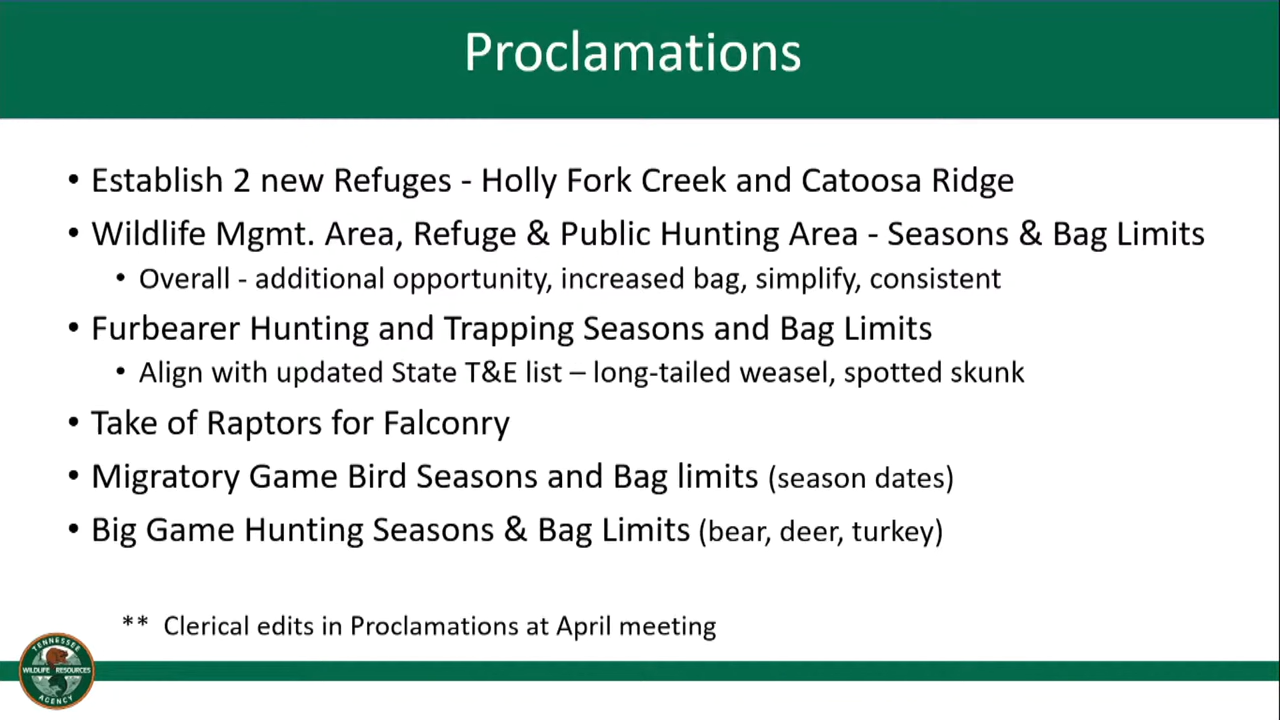 Proclamations
• Establish 2 new Refuges - Holly Fork Creek and Catoosa Ridge
• Wildlife Mgmt. Area, Refuge & Public Hunting Area - Seasons & Bag Limits
• Overall - additional opportunity, increased bag, simplify, consistent
• Furbearer Hunting and Trapping Seasons and Bag Limits
• Align with updated State T&E list – long-tailed weasel, spotted skunk
• Take of Raptors for Falconry
• Migratory Game Bird Seasons and Bag limits (season dates)
• Big Game Hunting Seasons & Bag Limits (bear, deer, turkey)
** Clerical edits in Proclamations at April meeting
TENNESSEE
WILDLIFE RESOURCES
AGENCY